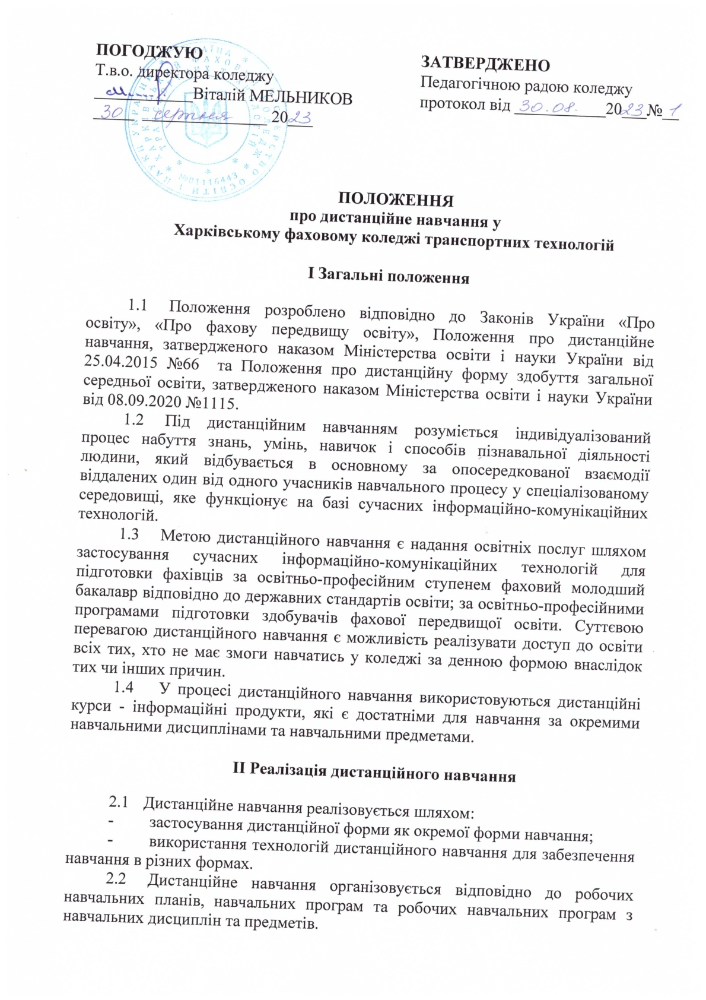 ПОГОДЖУЮ
Т.в.о. директора коледжу
Віталій МЕЛЬНИКОВ
30 серпня 2023
ЗАТВЕРДЖЕНО
Педагогічною радою коледжу
протокол від 30.08. 2023 № 1
№01116443
ПОЛОЖЕННЯ
про дистанційне навчання у
Харківському фаховому коледжі транспортних технологій
І Загальні положення
1.1 Положення розроблено відповідно до Законів України «Про
освіту», «Про фахову передвищу освіту», Положення про дистанційне
навчання, затвердженого наказом Міністерства освіти і науки України від
25.04.2015 №66 та Положення про дистанційну форму здобуття загальної
середньої освіти, затвердженого наказом Міністерства освіти і науки України
від 08.09.2020 №1115.
1.2 Під дистанційним навчанням розуміється індивідуалізований
процес набуття знань, умінь, навичок і способів пізнавальної діяльності
людини, який відбувається в основному за опосередкованої взаємодії
віддалених один від одного учасників навчального процесу у спеціалізованому
середовищі, яке функціонує на базі сучасних інформаційно-комунікаційних
технологій.
1.3 Метою дистанційного навчання є надання освітніх послуг шляхом
застосування сучасних інформаційно-комунікаційних технологій для
підготовки фахівців за освітньо-професійним ступенем фаховий молодший
бакалавр відповідно до державних стандартів освіти; за освітньо-професійними
програмами підготовки здобувачів фахової передвищої освіти. Суттєвою
перевагою дистанційного навчання є можливість реалізувати доступ до освіти
всіх тих, хто не має змоги навчатись у коледжі за денною формою внаслідок
тих чи інших причин.
1.4 У процесі дистанційного навчання використовуються дистанційні
курси - інформаційні продукти, які є достатніми для навчання за окремими
навчальними дисциплінами та навчальними предметами.
ІІ Реалізація дистанційного навчання
2.1 Дистанційне навчання реалізовується шляхом:
- застосування дистанційної форми як окремої форми навчання;
- використання технологій дистанційного навчання для забезпечення
навчання в різних формах.
2.2 Дистанційне навчання організовується відповідно до робочих
навчальних планів, навчальних програм та робочих навчальних програм з
навчальних дисциплін та предметів.